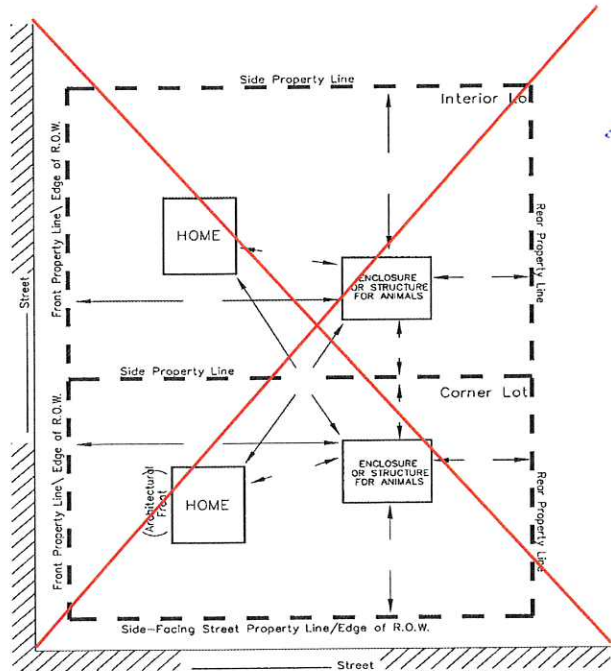 Side Property Line
Interior Lo
Front Property Line\ Edge of R.O.W.
HOME
ENCLOSURE
OR STRUCTURE
FOR ANIMALS
Rear Property Line
Street
Side Property Line
Corner Lot
Front Property Line\ Edge of R.O.W.
(Architectural
Front)
HOME
ENCLOSURE
OR STRUCTURE
FOR ANIMALS
Rear Property Line
Side-Facing Street Property Line/Edge of R.O.W.
Street